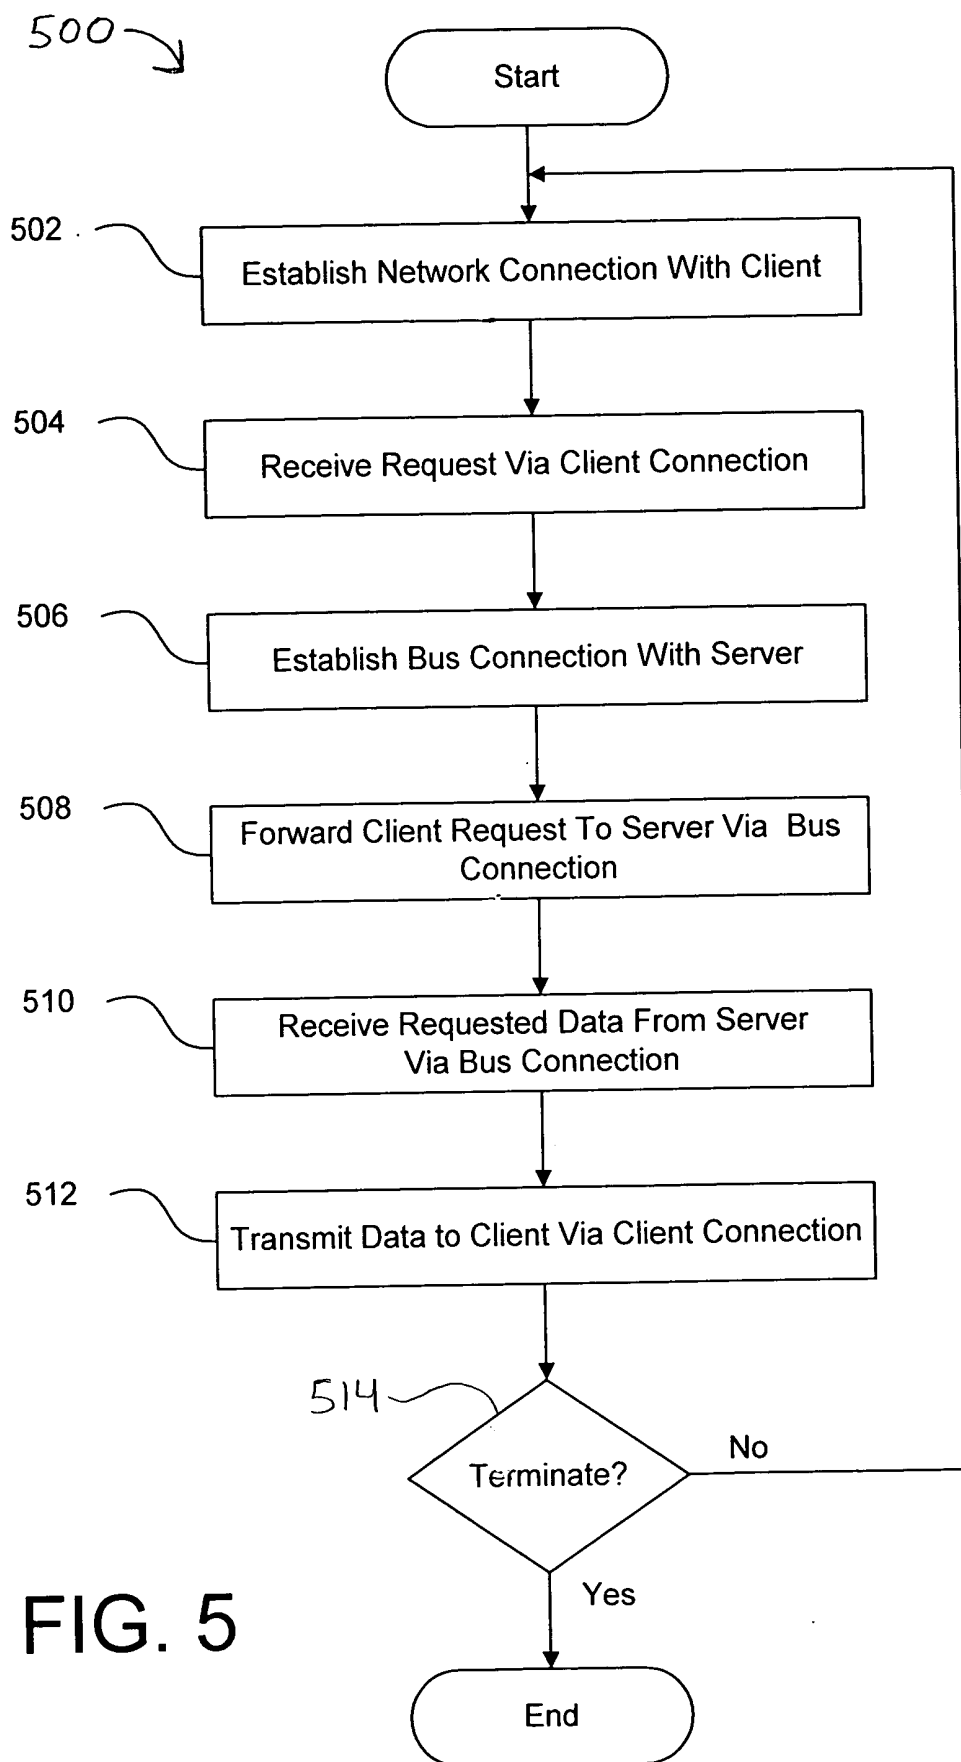 500
Start
502
Establish Network Connection With Client
504
Receive Request Via Client Connection
506
Establish Bus Connection With Server
508
Forward Client Request To Server Via Bus
Connection
510
Receive Requested Data From Server
Via Bus Connection
512
Transmit Data to Client Via Client Connection
514
Terminate?
No
Yes
FIG. 5
End